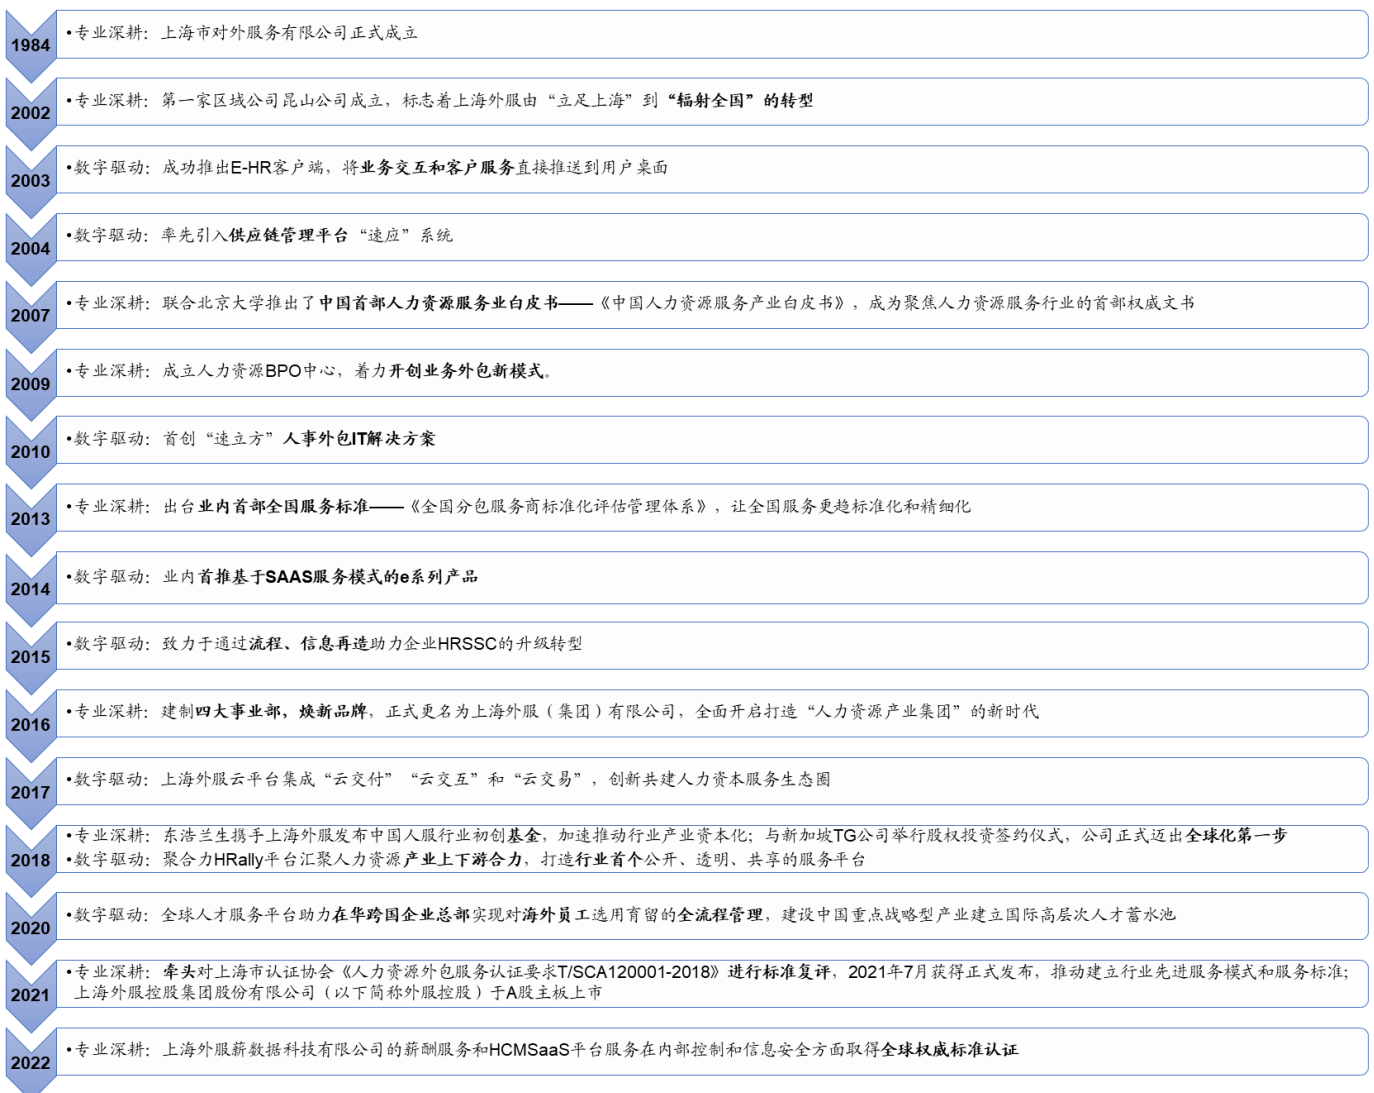 1984
•专业深耕：上海市对外服务有限公司正式成立
2002
•专业深耕：第一家区域公司昆山公司成立，标志着上海外服由“立足上海”到“辐射全国”的转型
2003
•数字驱动：成功推出E-HR客户端，将业务交互和客户服务直接推送到用户桌面
2004
•数字驱动：率先引入供应链管理平台“速应”系统
2007
•专业深耕：联合北京大学推出了中国首部人力资源服务业白皮书——《中国人力资源服务产业白皮书》，成为聚焦人力资源服务行业的首部权威文书
2009
•专业深耕：成立人力资源BPO中心，着力开创业务外包新模式。
2010
•数字驱动：首创“速立方”人事外包IT解决方案
2013
•专业深耕：出台业内首部全国服务标准——《全国分包服务商标准化评估管理体系》，让全国服务更趋标准化和精细化
2014
•数字驱动：业内首推基于SAAS服务模式的e系列产品
2015
•数字驱动：致力于通过流程、信息再造助力企业HRSSC的升级转型
2016
•专业深耕：建制四大事业部，焕新品牌，正式更名为上海外服（集团）有限公司，全面开启打造“人力资源产业集团”的新时代
2017
•数字驱动：上海外服云平台集成“云交付”“云交互”和“云交易”，创新共建人力资本服务生态圈
2018
•专业深耕：东浩兰生携手上海外服发布中国人服行业初创基金，加速推动行业产业资本化；与新加坡TG公司举行股权投资签约仪式，公司正式迈出全球化第一步
•数字驱动：聚合力HRally平台汇聚人力资源产业上下游合力，打造行业首个公开、透明、共享的服务平台
2020
•数字驱动：全球人才服务平台助力在华跨国企业总部实现对海外员工选用育留的全流程管理，建设中国重点战略型产业建立国际高层次人才蓄水池
2021
•专业深耕：牵头对上海市认证协会《人力资源外包服务认证要求T/SCA120001-2018》进行标准复评，2021年7月获得正式发布，推动建立行业先进服务模式和服务标准；
上海外服控股集团股份有限公司（以下简称外服控股）于A股主板上市
2022
•专业深耕：上海外服薪数据科技有限公司的薪酬服务和HCMSaaS平台服务在内部控制和信息安全方面取得全球权威标准认证